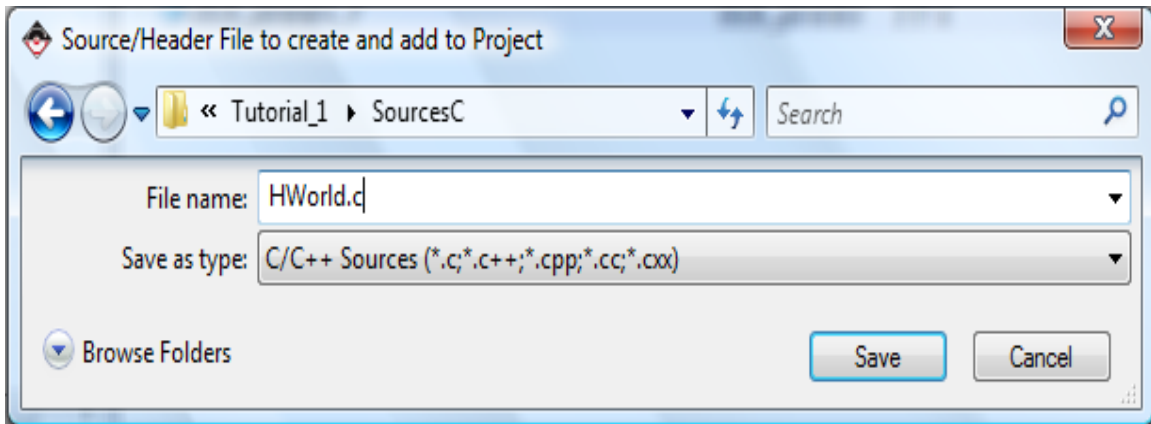 Source/Header File to create and add to Project
X
« Tutorial_1 SourcesC
Search
File name: HWorld.c
Save as type: C/C++ Sources (*.c;*.c++;*.cpp;*.cc;*.cxx)
Browse Folders
Save Cancel